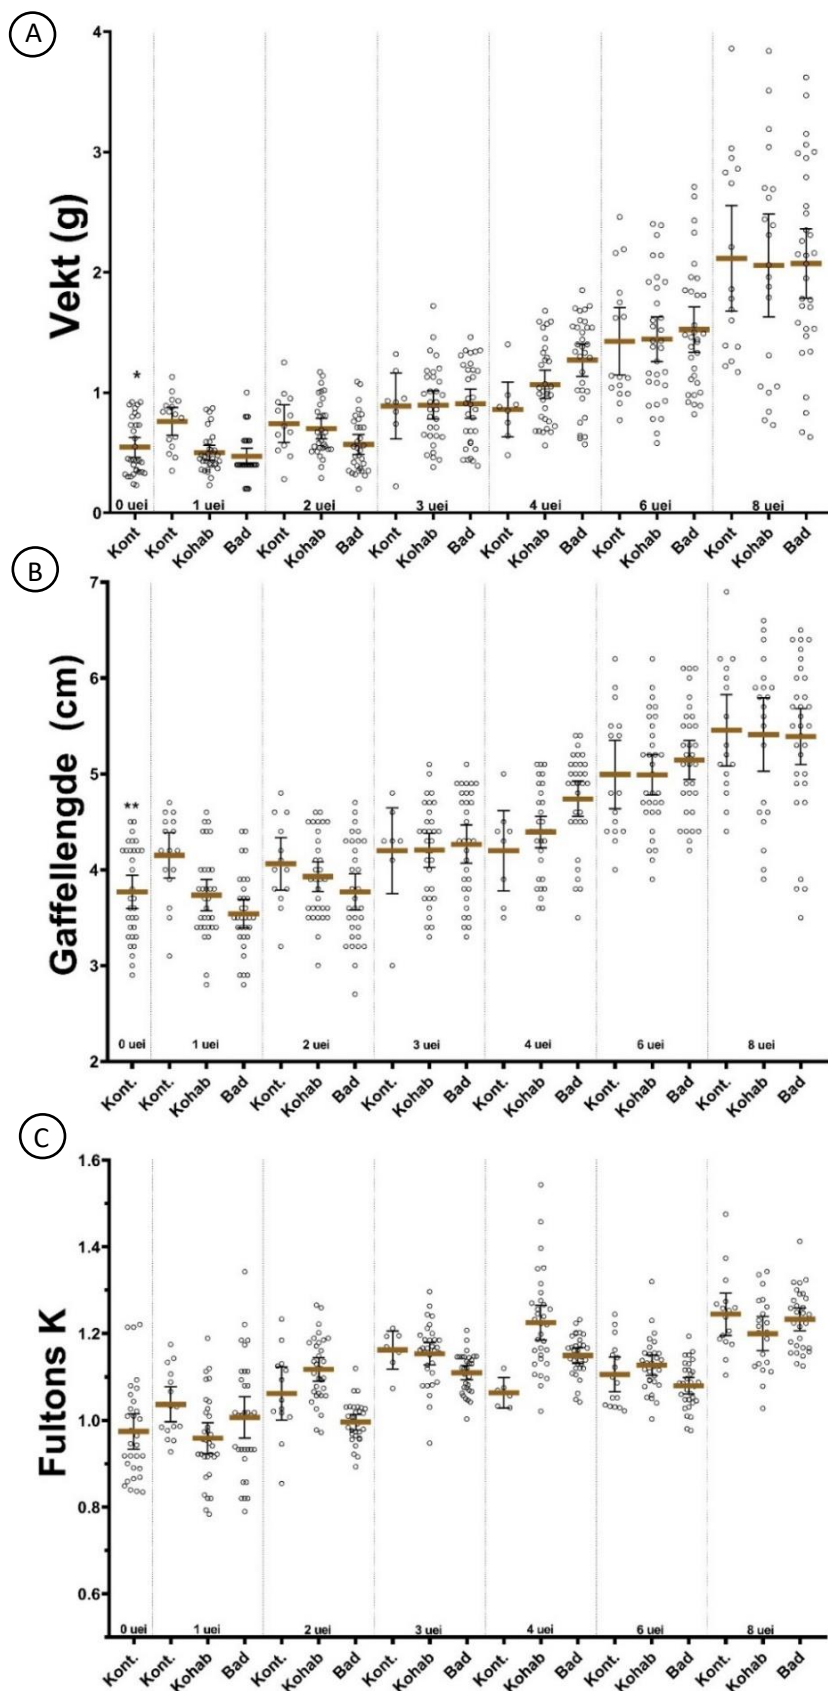 A
Vekt (g)
4
3
2
1
0
*
0 uei 1 uei 2 uei 3 uei 4 uei 6 uei 8 uei
Kont Kont Kohab Bad Kont Kohab Bad Kont Kohab Bad Kont Kohab Bad Kont Kohab Bad Kont Kohab Bad
B
Gaffellengde (cm)
7
6
5
4
3
2
**
0 uei 1 uei 2 uei 3 uei 4 uei 6 uei 8 uei
Kont. Kont. Kohab Bad Kont. Kohab Bad Kont. Kohab Bad Kont. Kohab Bad Kont. Kohab Bad Kont. Kohab Bad
C
Fultons K
1.6
1.4
1.2
1.0
0.8
0.6
0 uei 1 uei 2 uei 3 uei 4 uei 6 uei 8 uei
Kont. Kont. Kohab Bad Kont. Kohab Bad Kont. Kohab Bad Kont. Kohab Bad Kont. Kohab Bad Kont. Kohab Bad